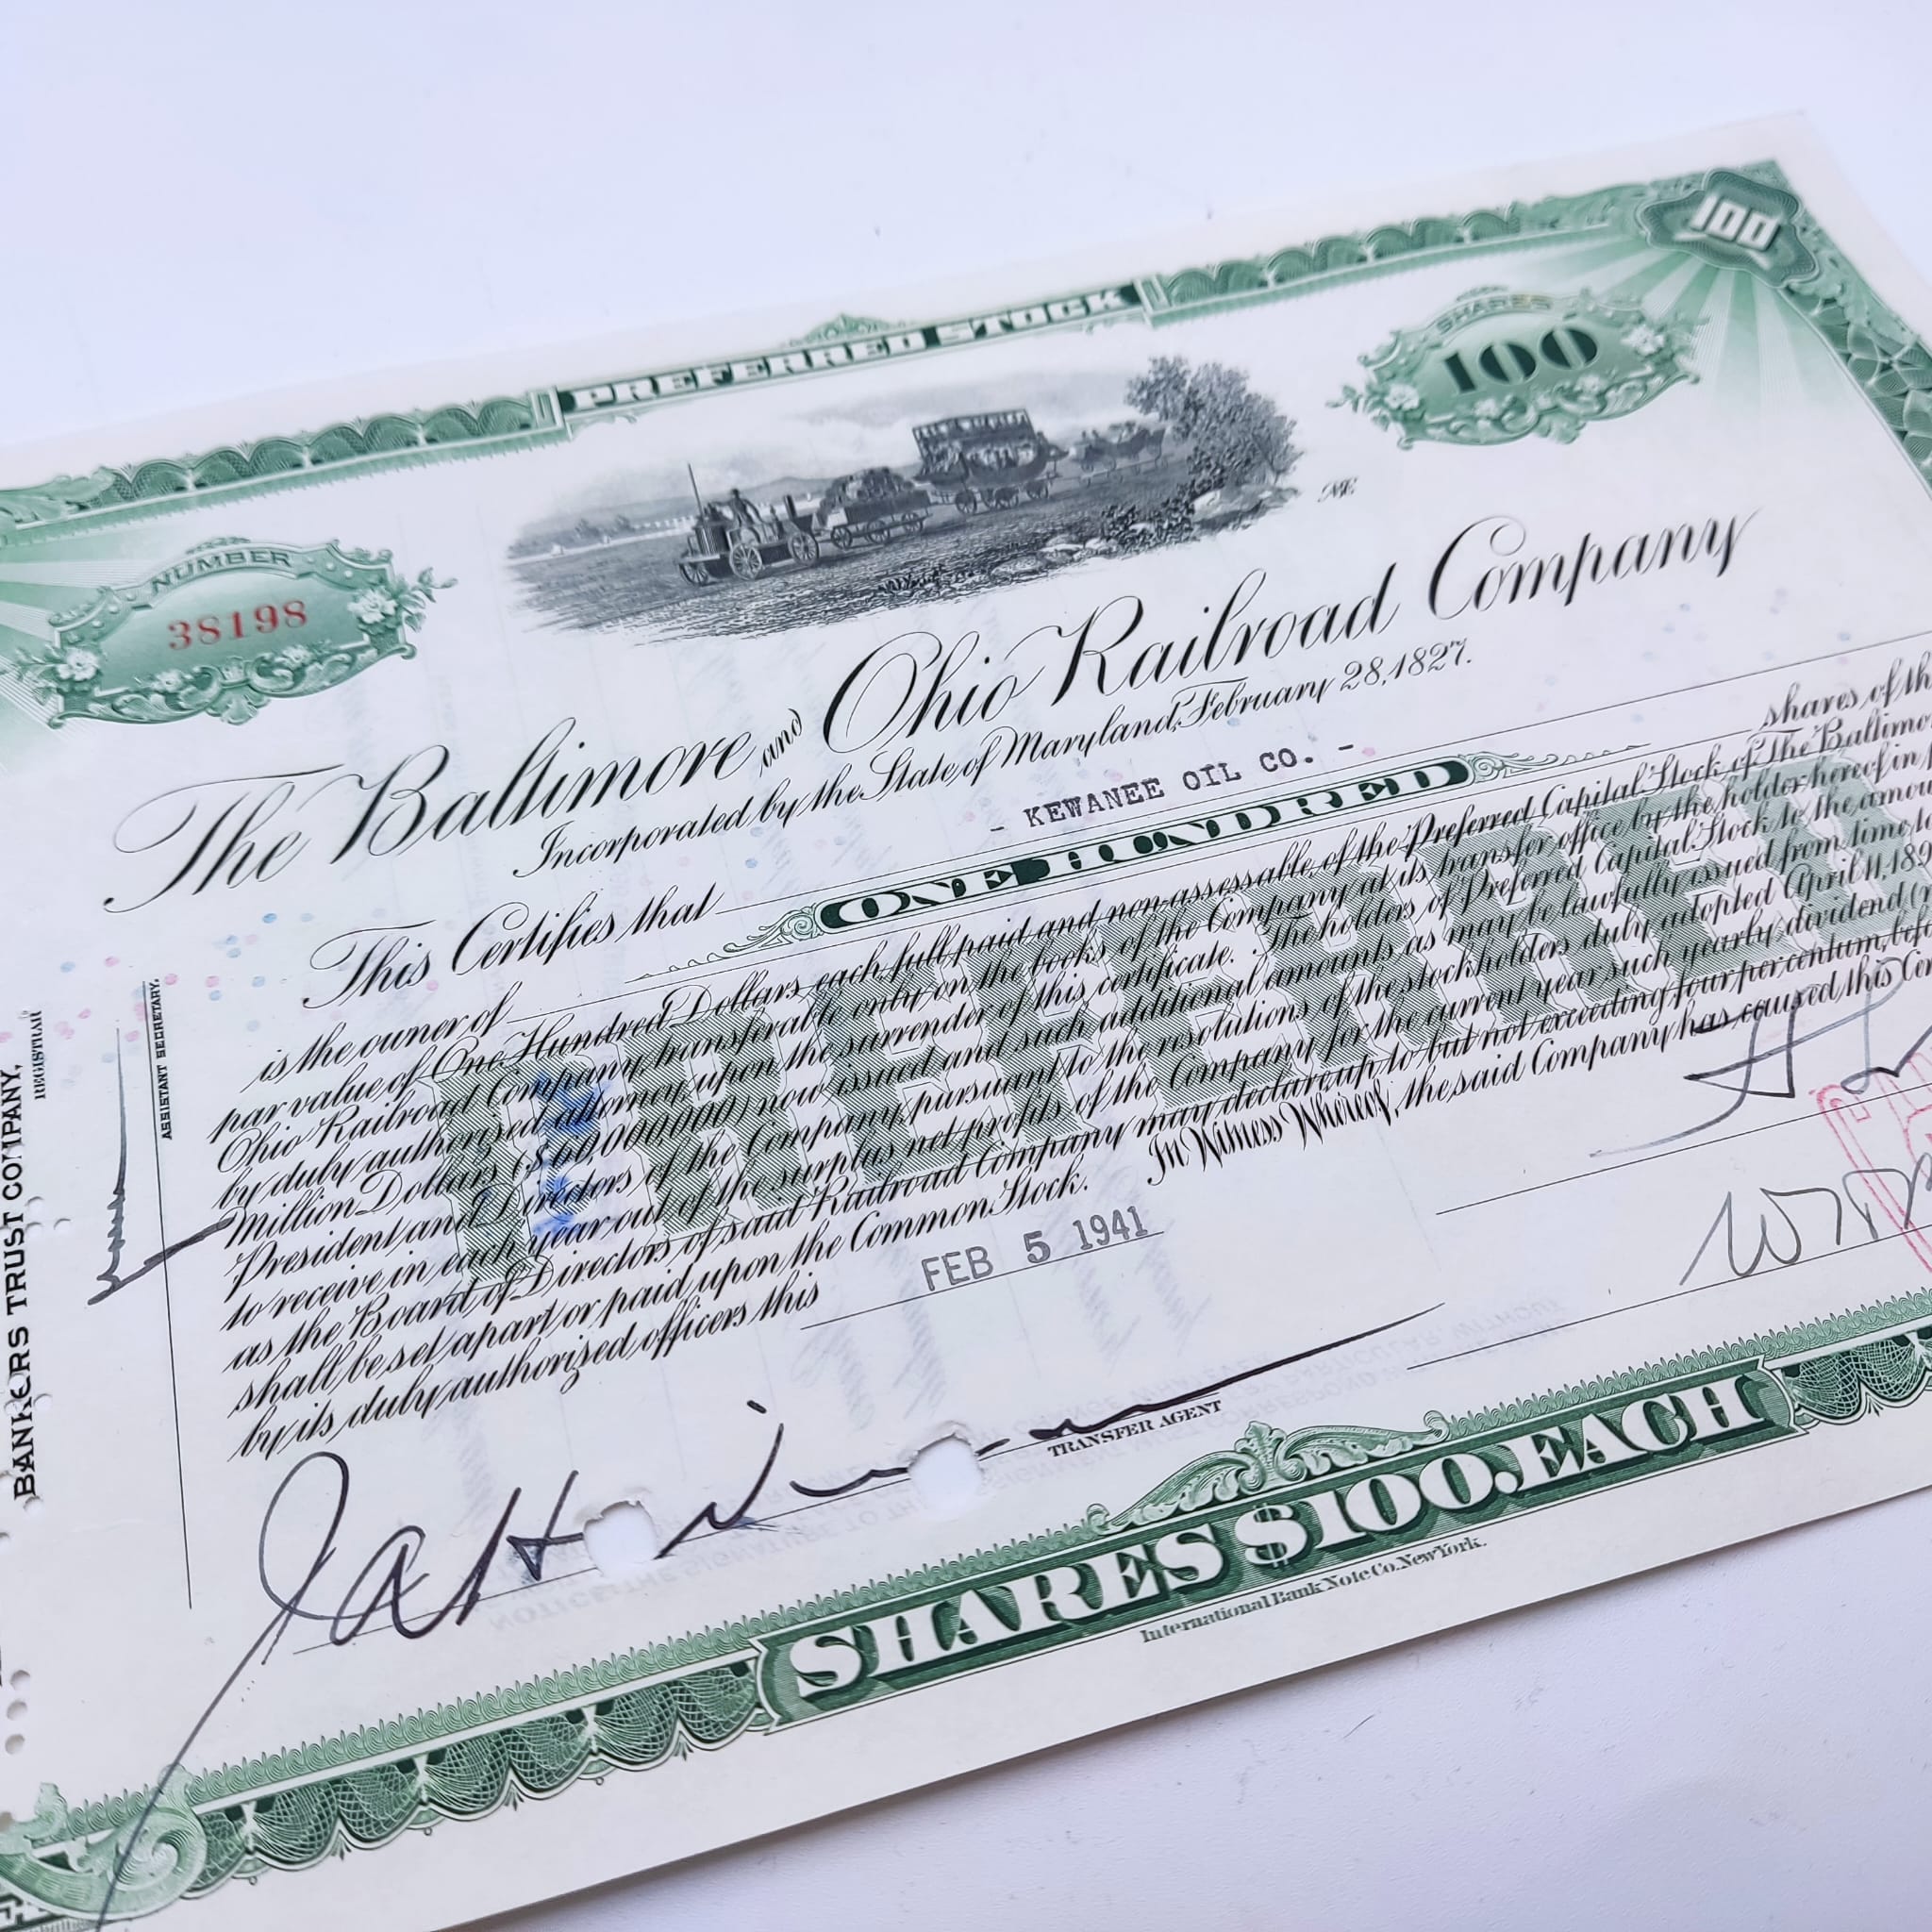 PREFERRED STOCK
100
SHARES
100
NUMBER
38198
The Baltimore and Ohio Railroad Company
Incorporated by the State of Maryland, February 28, 1827.
This Certifies that - KEWANEE OIL CO. -
is the owner of ONE HUNDRED shares of the
par value of One Hundred Dollars each full paid and non-assessable, of the Preferred Capital Stock of The Baltimore
Ohio Railroad Company transferable only on the books of the Company at its transfer office by the holder hereof in
by duly authorized attorney, upon the surrender of this certificate. The holders of Preferred Capital Stock to the amou
Million Dollars ($60,000,000) now issued and such additional amounts as may be lawfully issued from time to
President and Directors of the Company, pursuant to the resolutions of the stockholders duly adopted April 11, 189
to receive in each year out of the surplus net profits of the Company for the current year such yearly dividend
as the Board of Directors of said Railroad Company may declare, up to but not exceeding four per centum, bef
shall be set apart or paid upon the Common Stock. In Witness Whereof, the said Company has caused this Cer
by its duly authorized officers this FEB 5 1941
PREFERRED
TRANSFER AGENT
SHARES $100. EACH
International Bank Note Co. New York.
BANKERS TRUST COMPANY,
REGISTRAR
ASSISTANT SECRETARY.